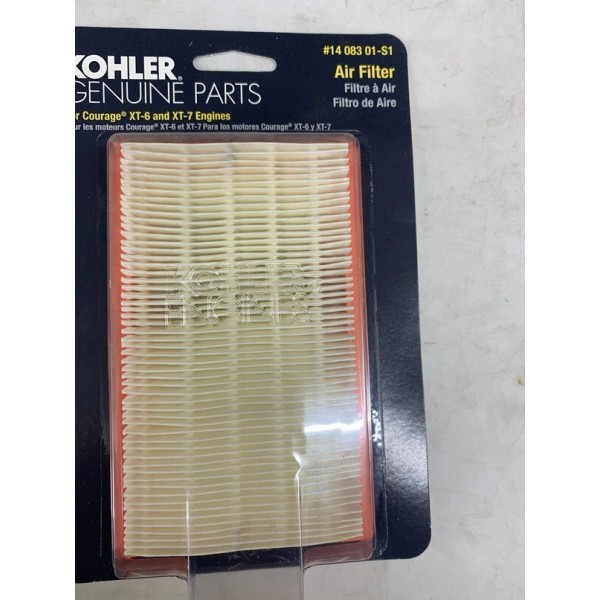 KOHLER®
GENUINE PARTS
r Courage® XT-6 and XT-7 Engines
ur les moteurs Courage® XT-6 et XT-7 Para los motores Courage® XT-6 y XT-7
#14 083 01-S1
Air Filter
Filtre à Air
Filtro de Aire
KOHLER
ENGINES